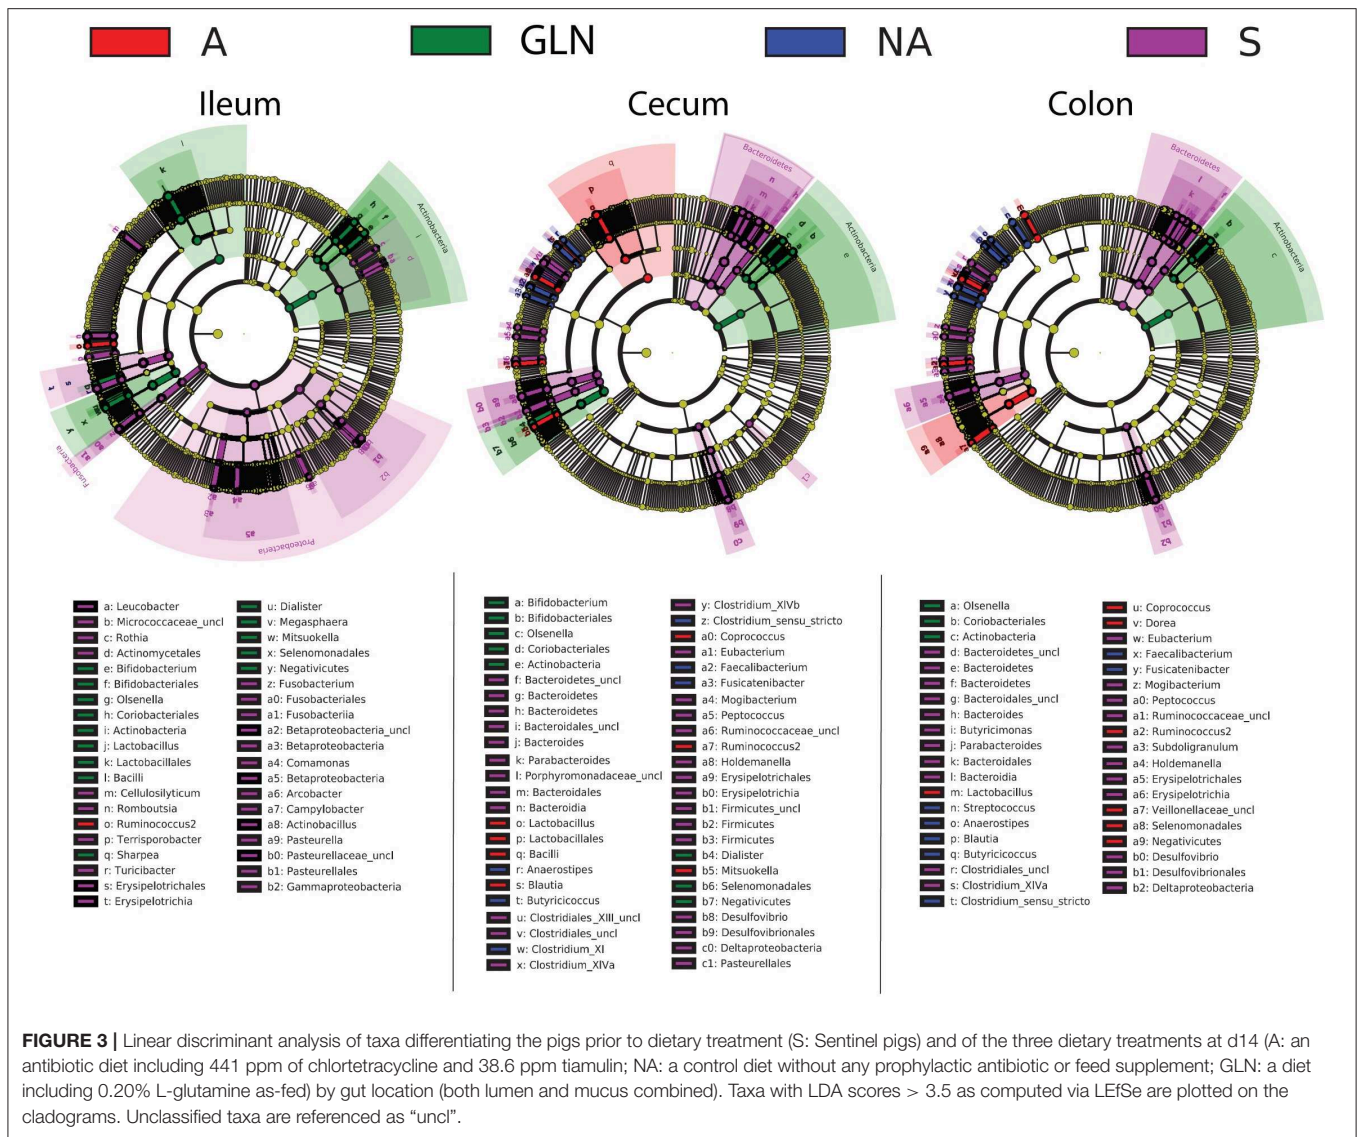 A
GLN
NA
S
Ileum
Cecum
Colon
Actinobacteria
Fusobacteria
Proteobacteria
Bacteroidetes
Actinobacteria
Bacteroidetes
Actinobacteria
a: Leucobacter
b: Micrococcaceae_uncl
c: Rothia
d: Actinomycetales
e: Bifidobacterium
f: Bifidobacteriales
g: Olsenella
h: Coriobacteriales
i: Actinobacteria
j: Lactobacillus
k: Lactobacillales
l: Bacilli
m: Cellulosilyticum
n: Romboutsia
o: Ruminococcus2
p: Terrisporobacter
q: Sharpea
r: Turicibacter
s: Erysipelotrichales
t: Erysipelotrichia
u: Dialister
v: Megasphaera
w: Mitsuokella
x: Selenomonadales
y: Negativicutes
z: Fusobacterium
a0: Fusobacteriales
a1: Fusobacteriia
a2: Betaproteobacteria_uncl
a3: Betaproteobacteria
a4: Comamonas
a5: Betaproteobacteria
a6: Arcobacter
a7: Campylobacter
a8: Actinobacillus
a9: Pasteurella
b0: Pasteurellaceae_uncl
b1: Pasteurellales
b2: Gammaproteobacteria
a: Bifidobacterium
b: Bifidobacteriales
c: Olsenella
d: Coriobacteriales
e: Actinobacteria
f: Bacteroidetes_uncl
g: Bacteroidetes
h: Bacteroidetes
i: Bacteroidales_uncl
j: Bacteroides
k: Parabacteroides
l: Porphyromonadaceae_uncl
m: Bacteroidales
n: Bacteroidia
o: Lactobacillus
p: Lactobacillales
q: Bacilli
r: Anaerostipes
s: Blautia
t: Butyricicoccus
u: Clostridiales_XIII_uncl
v: Clostridiales_uncl
w: Clostridium_XI
x: Clostridium_XIVa
y: Clostridium_XIVb
z: Clostridium_sensu_stricto
a0: Coprococcus
a1: Eubacterium
a2: Faecalibacterium
a3: Fusicatenibacter
a4: Mogibacterium
a5: Peptococcus
a6: Ruminococcaceae_uncl
a7: Ruminococcus2
a8: Holdemanella
a9: Erysipelotrichales
b0: Erysipelotrichia
b1: Firmicutes_uncl
b2: Firmicutes
b3: Firmicutes
b4: Dialister
b5: Mitsuokella
b6: Selenomonadales
b7: Negativicutes
b8: Desulfovibrio
b9: Desulfovibrionales
c0: Deltaproteobacteria
c1: Pasteurellales
a: Olsenella
b: Coriobacteriales
c: Actinobacteria
d: Bacteroidetes_uncl
e: Bacteroidetes
f: Bacteroidetes
g: Bacteroidales_uncl
h: Bacteroides
i: Butyricimonas
j: Parabacteroides
k: Bacteroidales
l: Bacteroidia
m: Lactobacillus
n: Streptococcus
o: Anaerostipes
p: Blautia
q: Butyricicoccus
r: Clostridiales_uncl
s: Clostridium_XIVa
t: Clostridium_sensu_stricto
u: Coprococcus
v: Dorea
w: Eubacterium
x: Faecalibacterium
y: Fusicatenibacter
z: Mogibacterium
a0: Peptococcus
a1: Ruminococcaceae_uncl
a2: Ruminococcus2
a3: Subdoligranulum
a4: Holdemanella
a5: Erysipelotrichales
a6: Erysipelotrichia
a7: Veillonellaceae_uncl
a8: Selenomonadales
a9: Negativicutes
b0: Desulfovibrio
b1: Desulfovibrionales
b2: Deltaproteobacteria
FIGURE 3 | Linear discriminant analysis of taxa differentiating the pigs prior to dietary treatment (S: Sentinel pigs) and of the three dietary treatments at d14 (A: an
antibiotic diet including 441 ppm of chlortetracycline and 38.6 ppm tiamulin; NA: a control diet without any prophylactic antibiotic or feed supplement; GLN: a diet
including 0.20% L-glutamine as-fed) by gut location (both lumen and mucus combined). Taxa with LDA scores > 3.5 as computed via LEfSe are plotted on the
cladograms. Unclassified taxa are referenced as “uncl”.